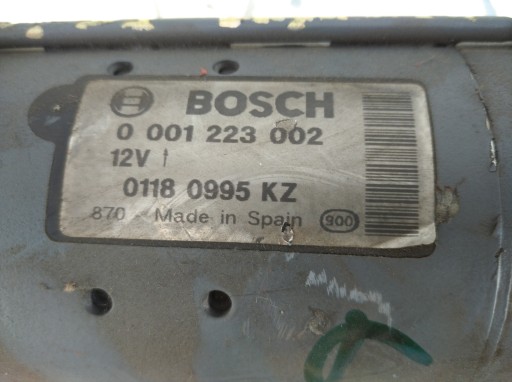 BOSCH
0 001 223 002
12V
0118 0995 KZ
870 Made in Spain 900